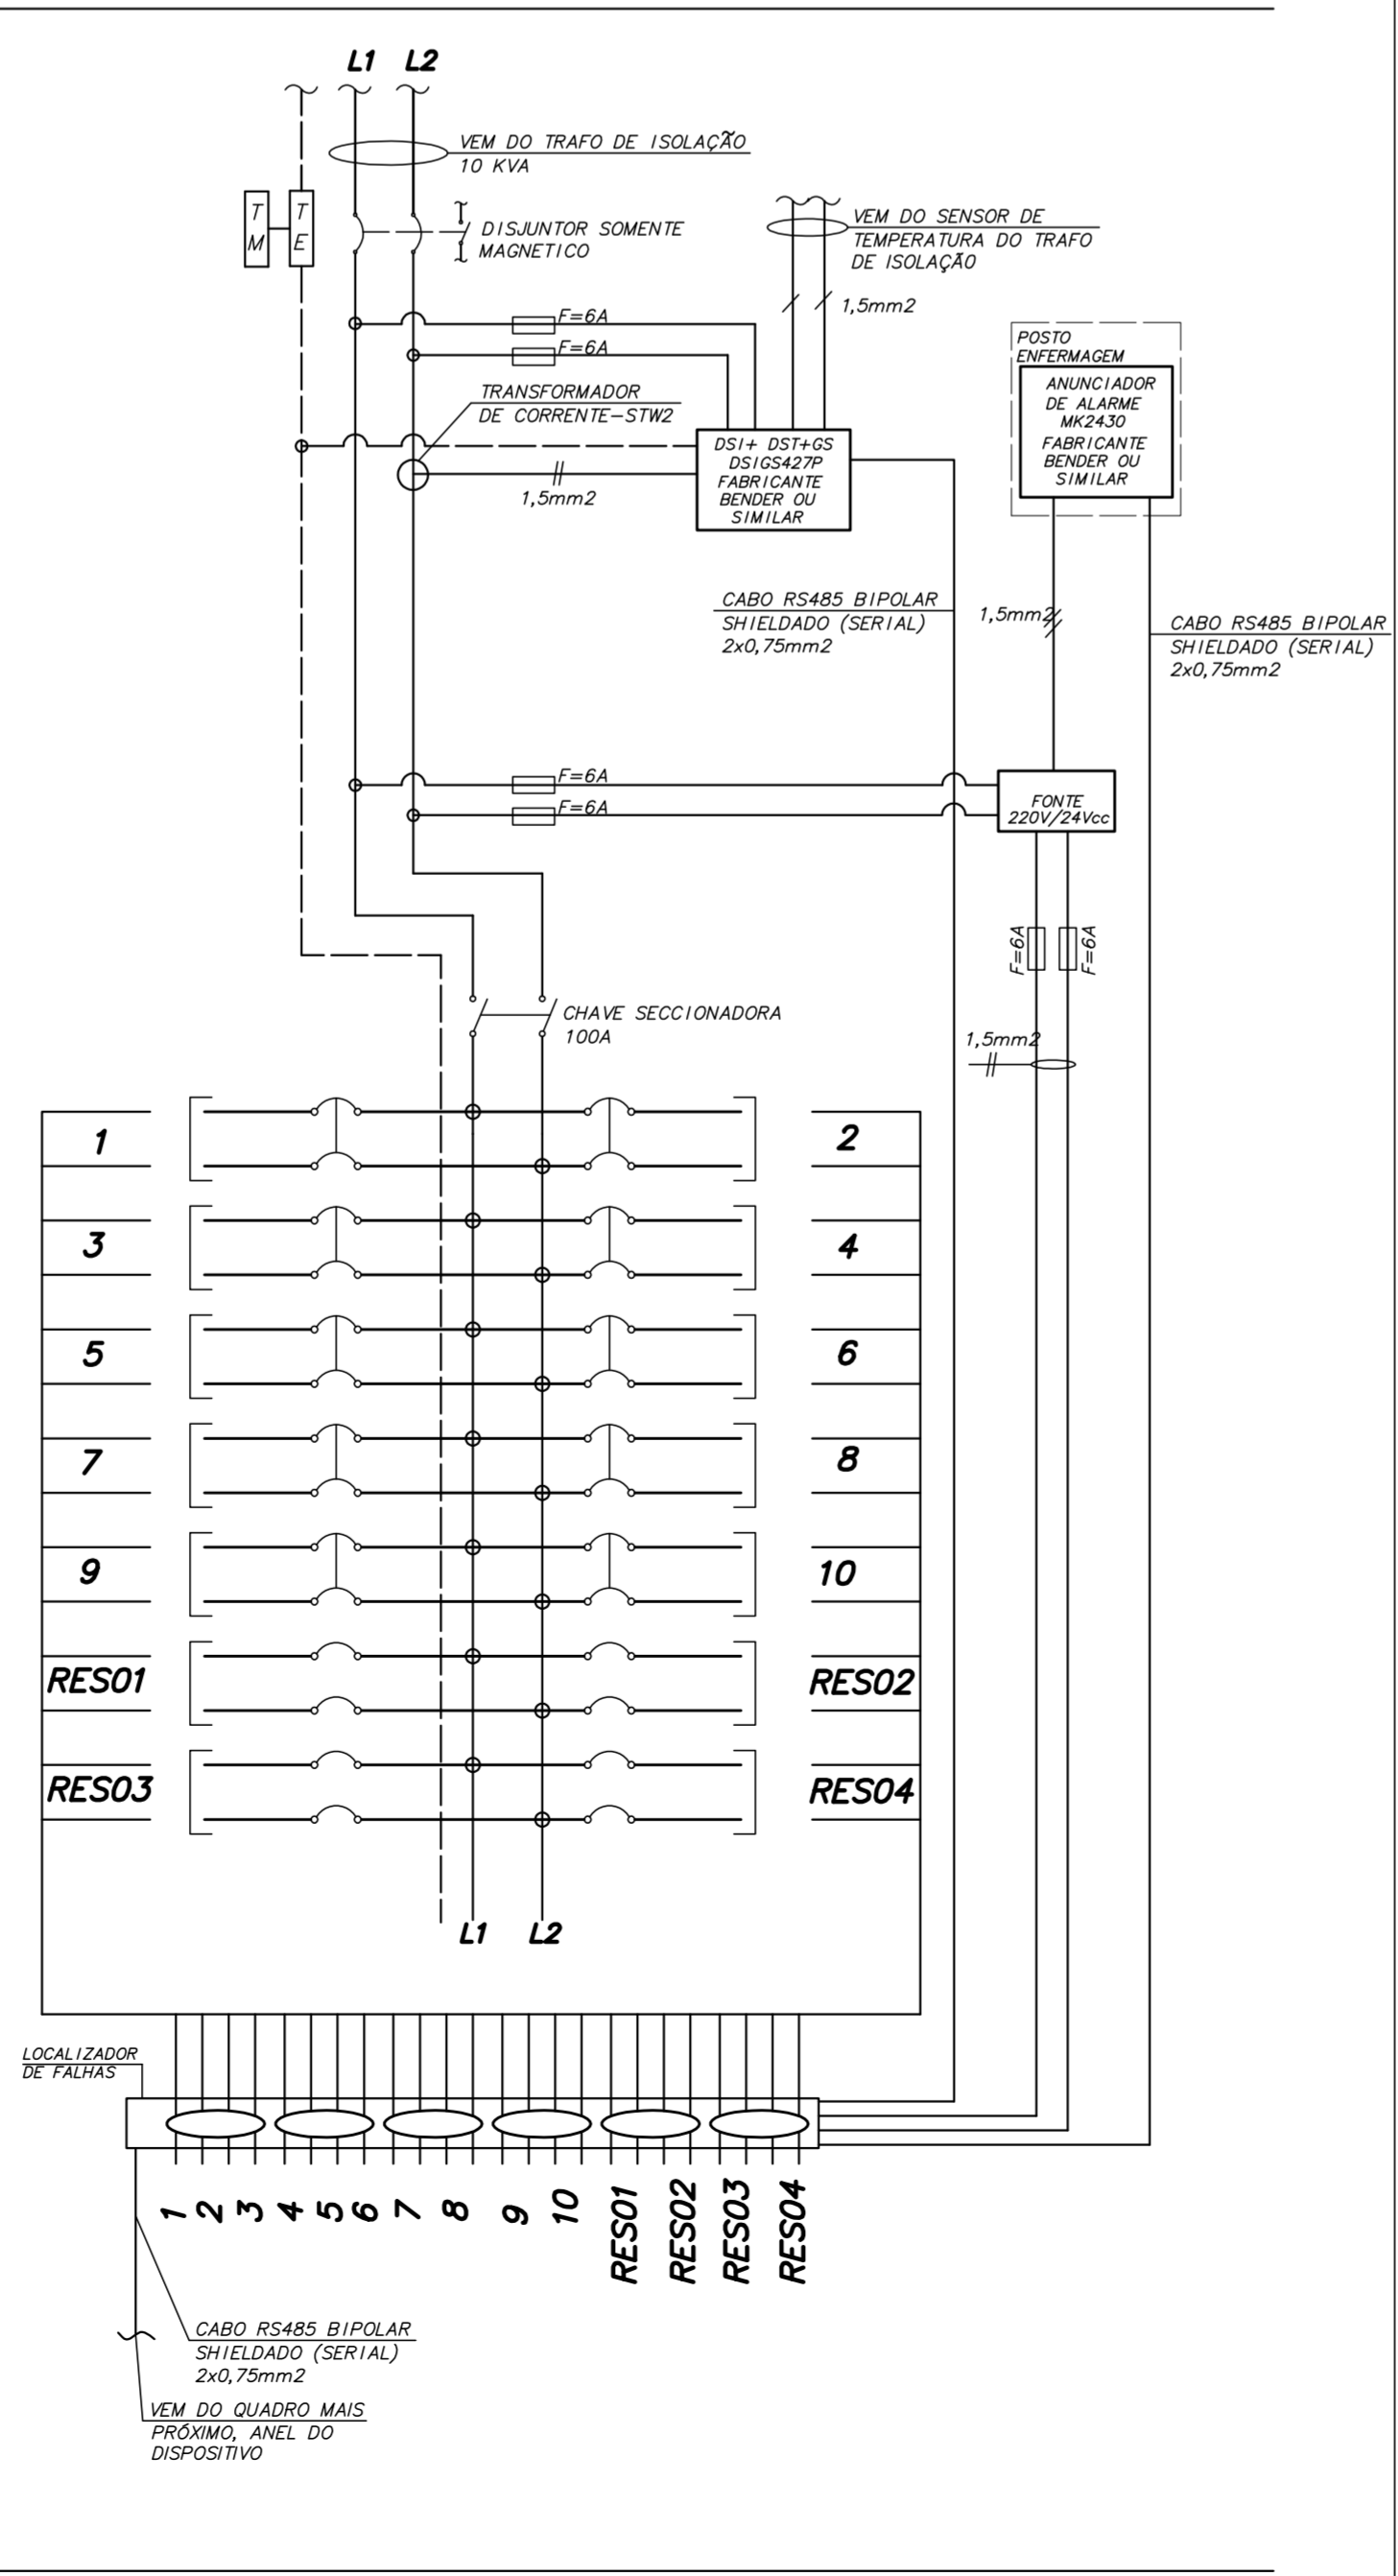 L1 L2
VEM DO TRAFO DE ISOLAÇÃO
10 KVA
T
M
T
E
DISJUNTOR SOMENTE
MAGNETICO
VEM DO SENSOR DE
TEMPERATURA DO TRAFO
DE ISOLAÇÃO
1,5mm2
F=6A
F=6A
TRANSFORMADOR
DE CORRENTE-STW2
1,5mm2
DSI+ DST+GS
DSIGS427P
FABRICANTE
BENDER OU
SIMILAR
POSTO
ENFERMAGEM
ANUNCIADOR
DE ALARME
MK2430
FABRICANTE
BENDER OU
SIMILAR
CABO RS485 BIPOLAR
SHIELDADO (SERIAL)
2x0,75mm2
1,5mm2
CABO RS485 BIPOLAR
SHIELDADO (SERIAL)
2x0,75mm2
F=6A
F=6A
FONTE
220V/24Vcc
F=6A
F=6A
CHAVE SECCIONADORA
100A
1,5mm2
1 2
3 4
5 6
7 8
9 10
RES01 RES02
RES03 RES04
L1 L2
LOCALIZADOR
DE FALHAS
1 2 3 4 5 6 7 8 9 10 RES01 RES02 RES03 RES04
CABO RS485 BIPOLAR
SHIELDADO (SERIAL)
2x0,75mm2
VEM DO QUADRO MAIS
PRÓXIMO, ANEL DO
DISPOSITIVO